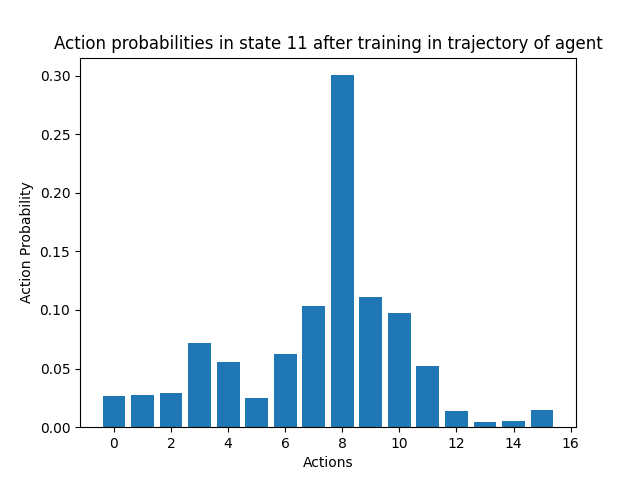 Action probabilities in state 11 after training in trajectory of agent
0.30
0.25
0.20
0.15
0.10
0.05
0.00
Action Probability
0 2 4 6 8 10 12 14 16
Actions